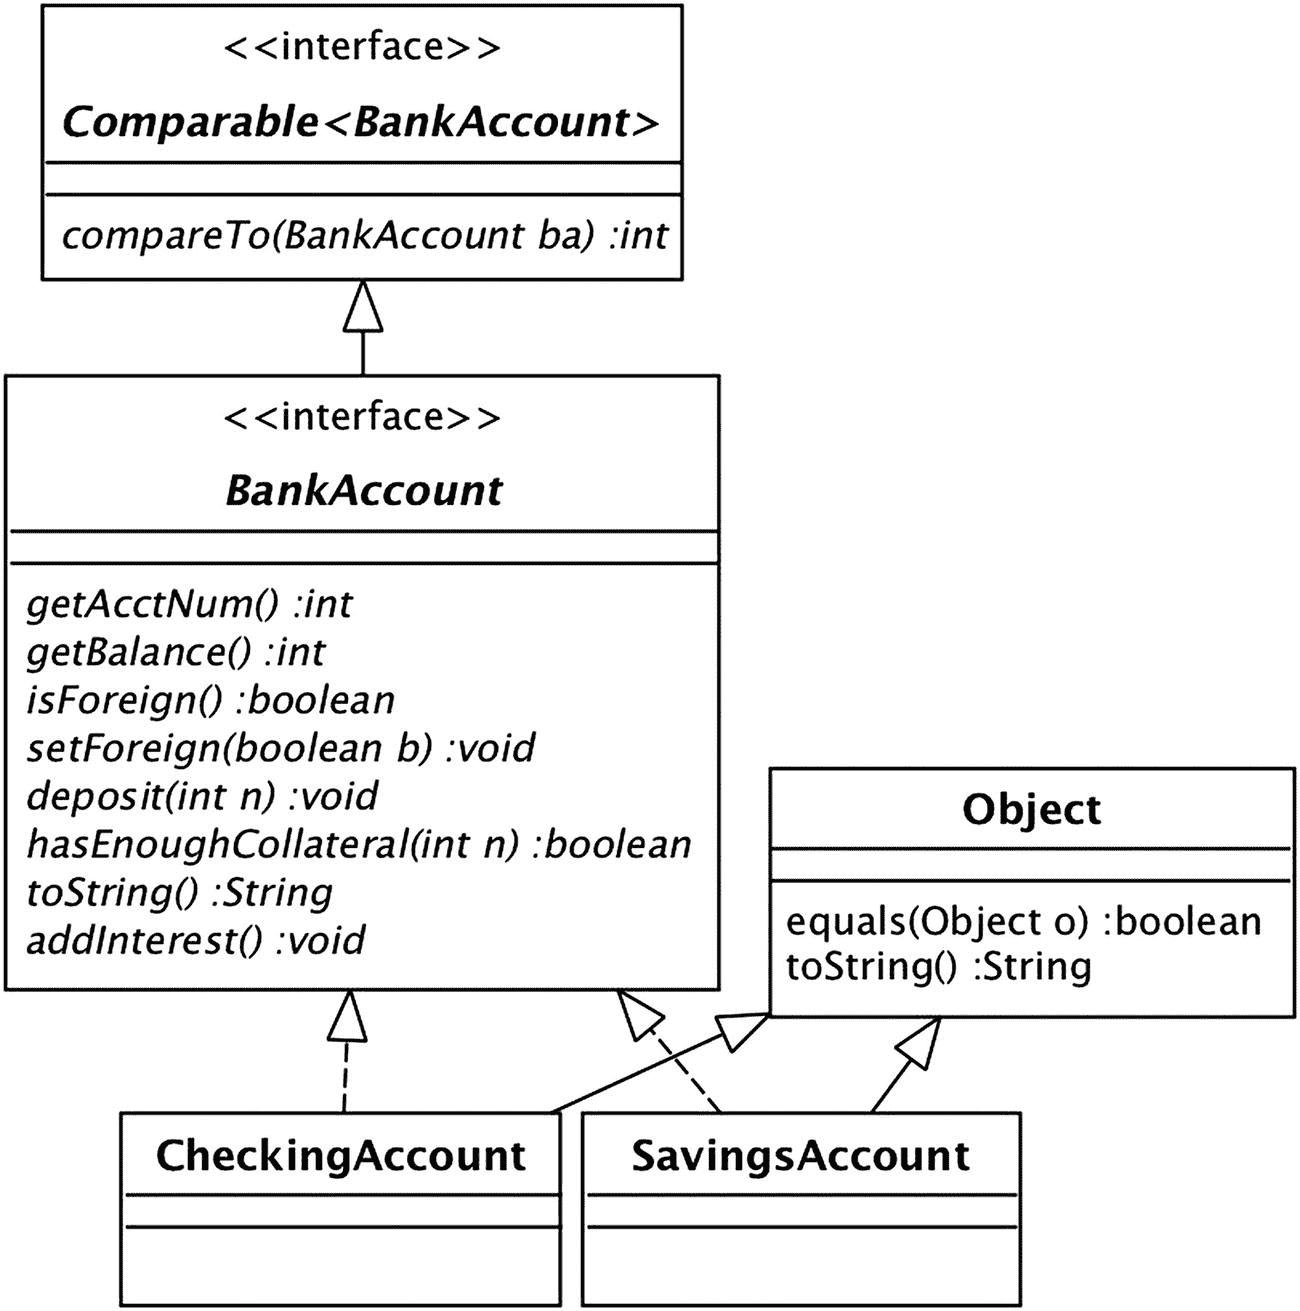 <<interface>>
Comparable<BankAccount>
compareTo(BankAccount ba) :int
<<interface>>
BankAccount
getAcctNum() :int
getBalance() :int
isForeign() :boolean
setForeign(boolean b) :void
deposit(int n) :void
hasEnoughCollateral(int n) :boolean
toString() :String
addInterest() :void
Object
equals(Object o) :boolean
toString() :String
CheckingAccount
SavingsAccount